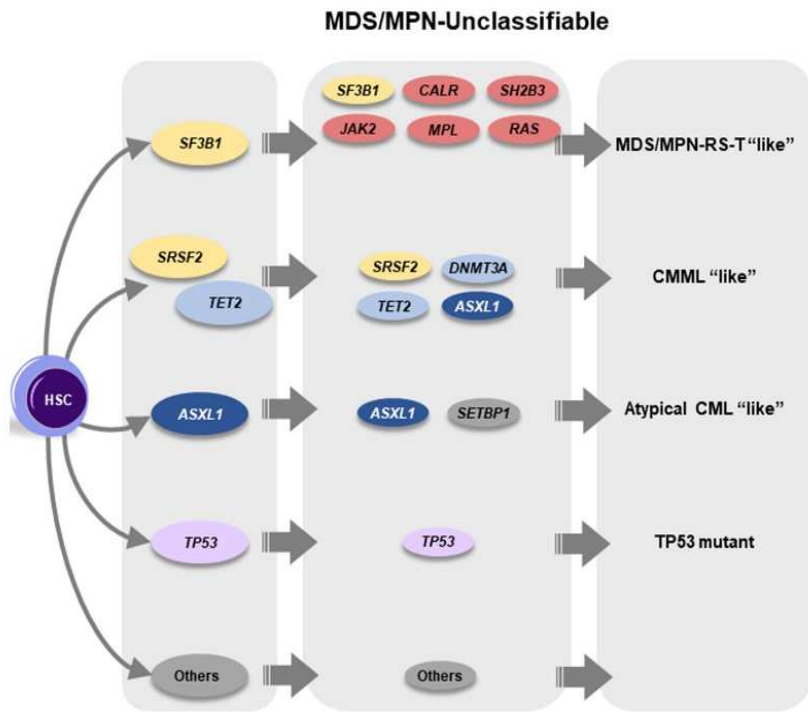 MDS/MPN-Unclassifiable
SF3B1
SF3B1 CALR SH2B3
JAK2 MPL RAS
MDS/MPN-RS-T “like”
SRSF2
TET2
SRSF2 DNMT3A
TET2 ASXL1
CMML “like”
HSC
ASXL1
ASXL1 SETBP1
Atypical CML “like”
TP53
TP53
TP53 mutant
Others
Others